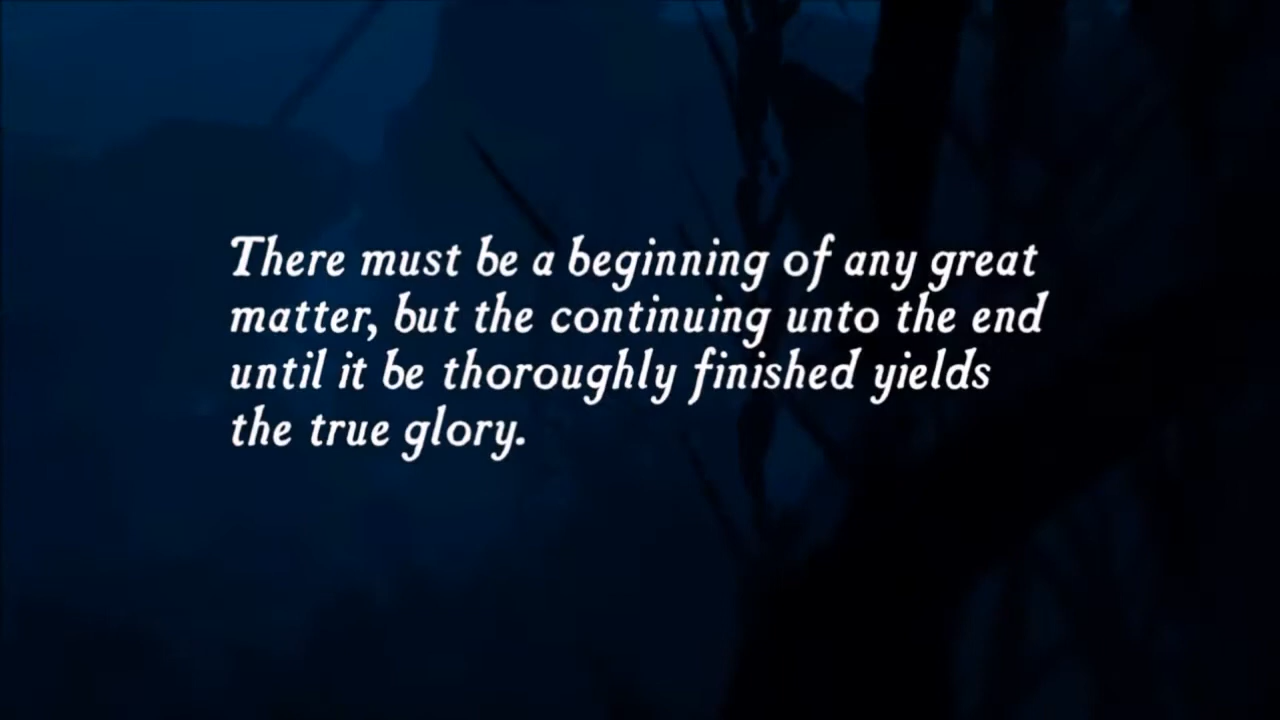 There must be a beginning of any great
matter, but the continuing unto the end
until it be thoroughly finished yields
the true glory.